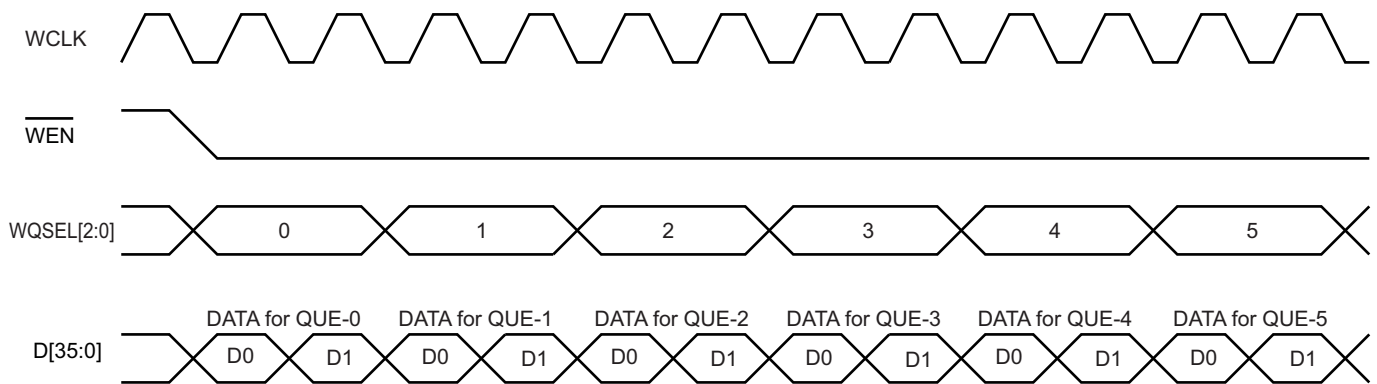 WCLK
WEN
WQSEL[2:0] 0 1 2 3 4 5
DATA for QUE-0 DATA for QUE-1 DATA for QUE-2 DATA for QUE-3 DATA for QUE-4 DATA for QUE-5
D[35:0] D0 D1 D0 D1 D0 D1 D0 D1 D0 D1 D0 D1